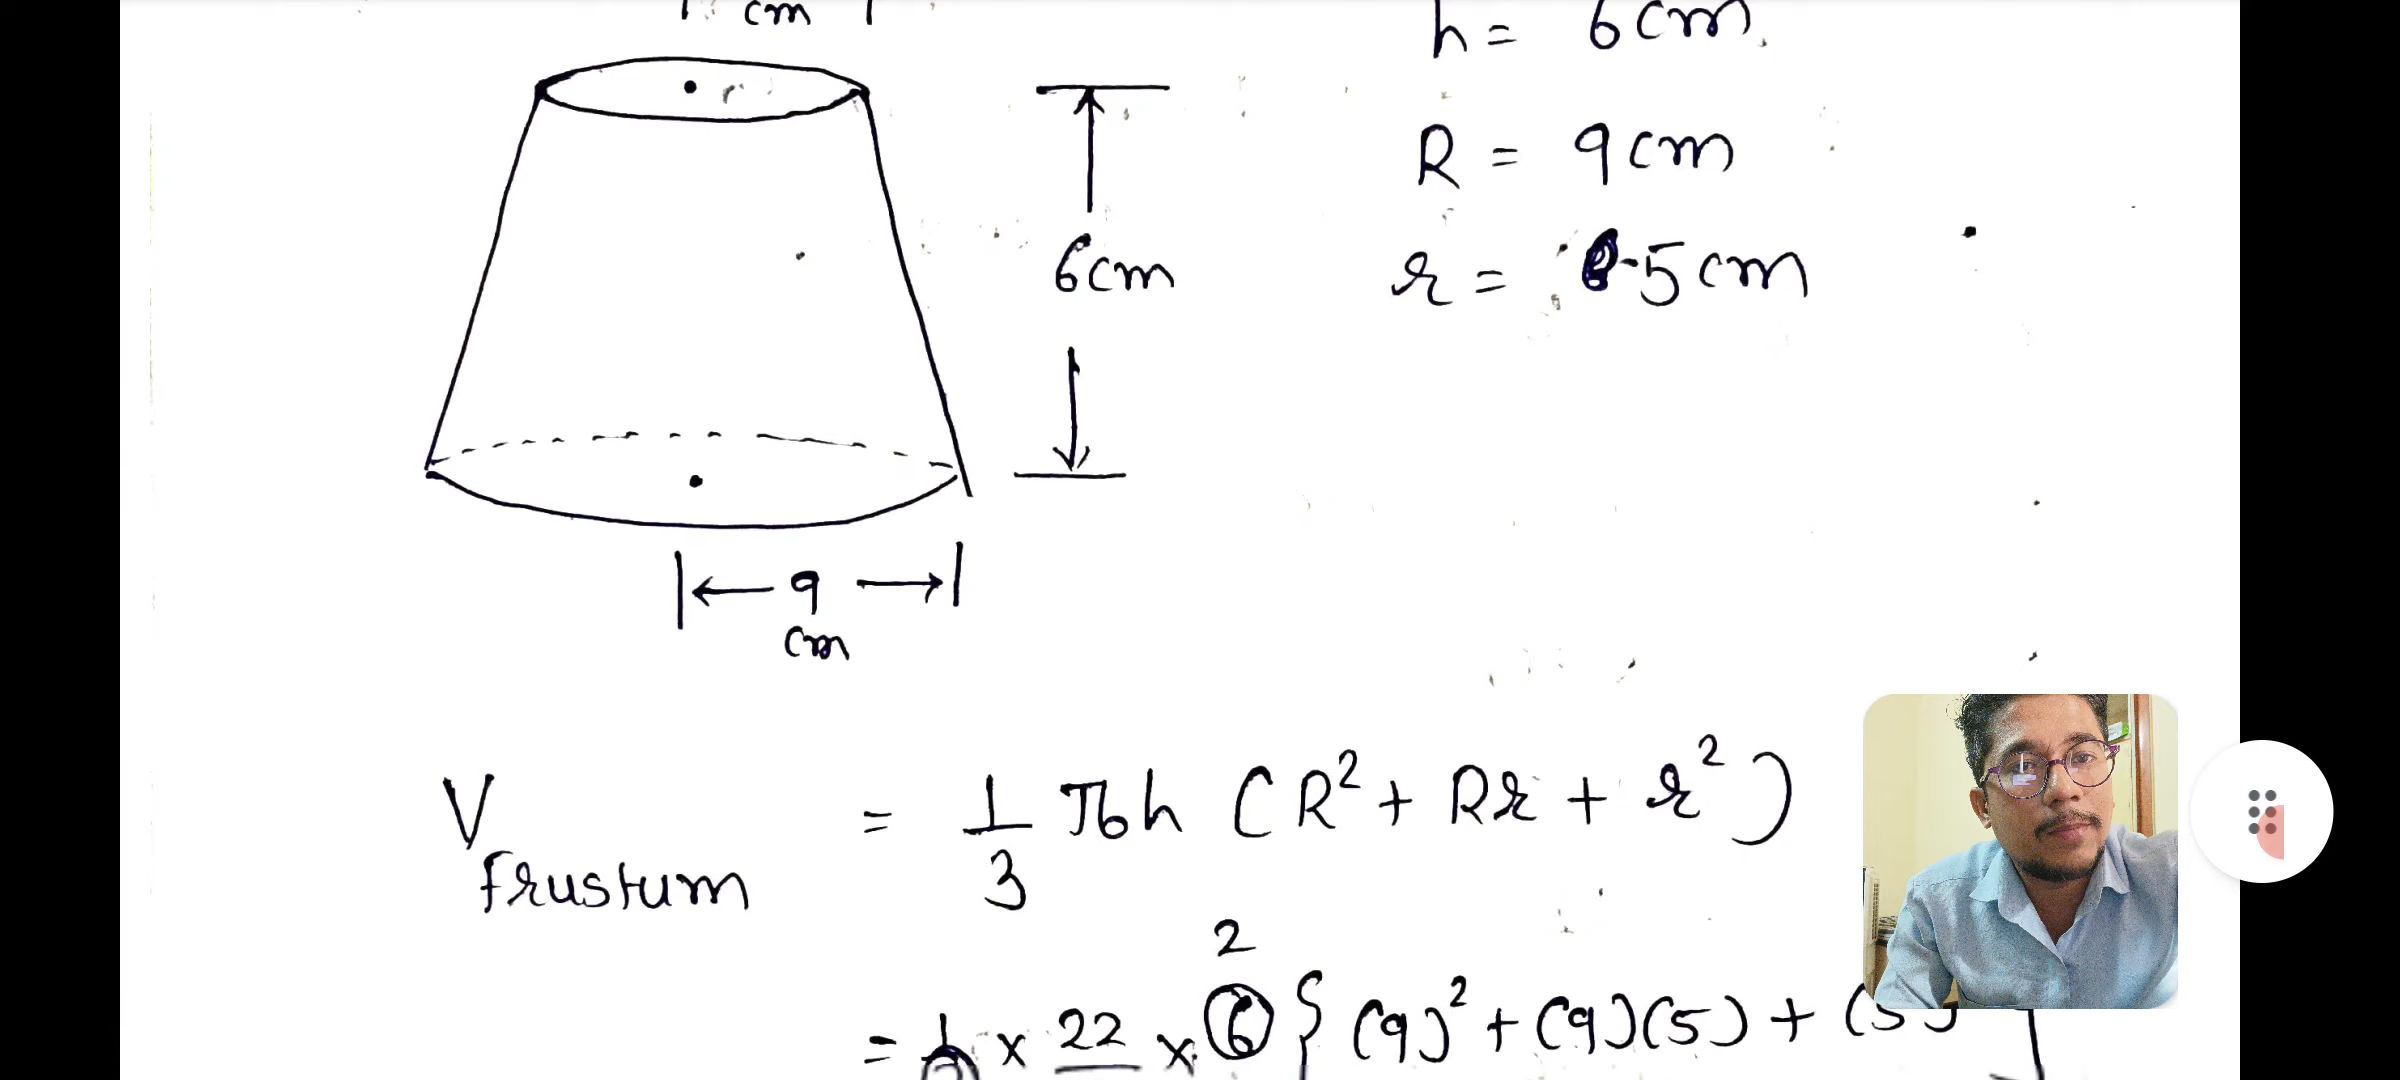 cm
h = 6cm
r
R = 9cm
6cm
r = 5cm
9
cm
V frustum = 1/3 πh (R² + Rr + r²)
2
= 1 × 22 × 6 { (9)² + (9)(5) + (5)